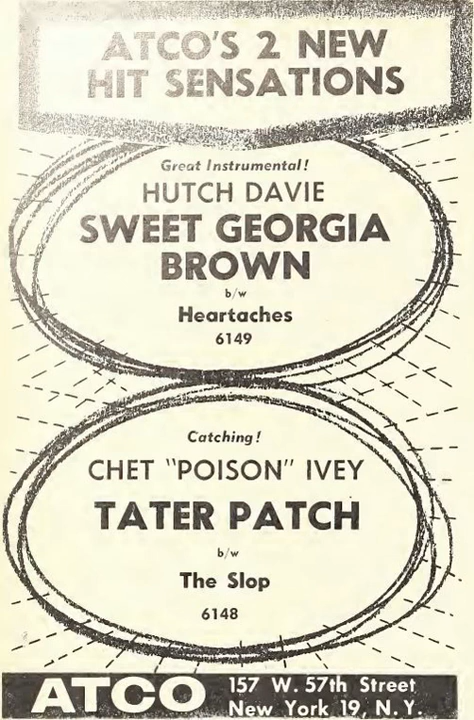 ATCO'S 2 NEW
HIT SENSATIONS
Great Instrumental!
HUTCH DAVIE
SWEET GEORGIA
BROWN
b/w
Heartaches
6149
Catching!
CHET "POISON" IVEY
TATER PATCH
b/w
The Slop
6148
ATCO
157 W. 57th Street
New York 19, N. Y.